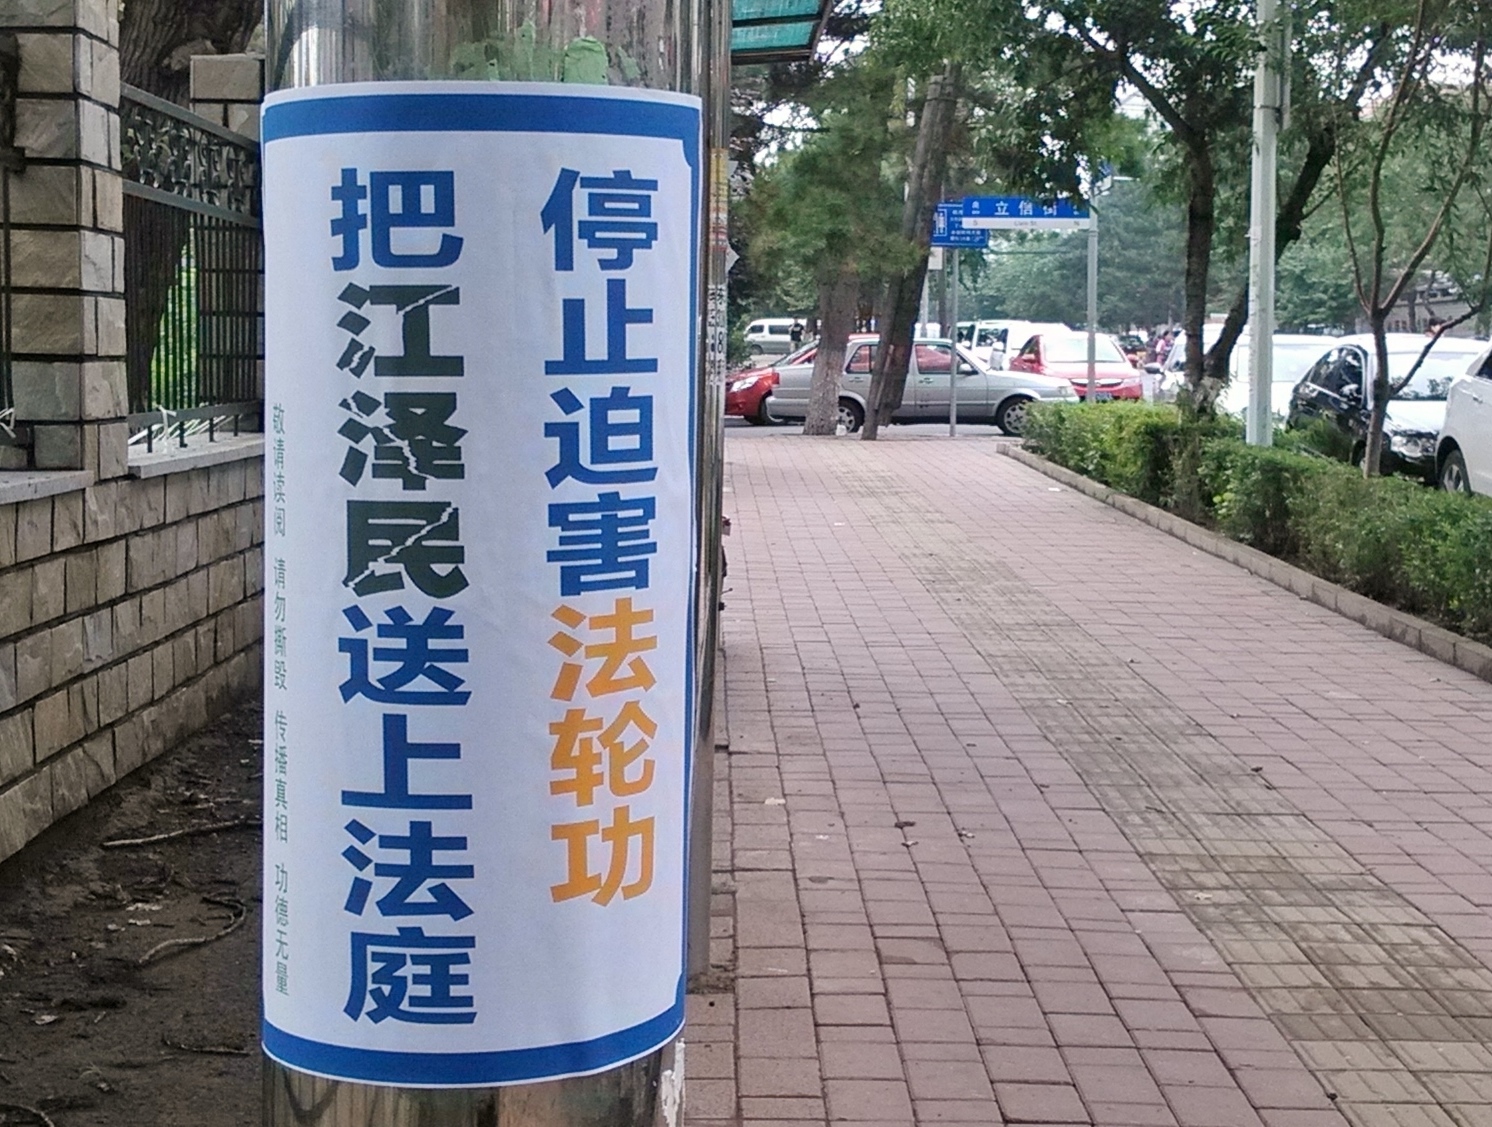 停止迫害法轮功
把江泽民送上法庭
敬请读阅 请勿撕毁 传播真相 功德无量
立信街
S
N